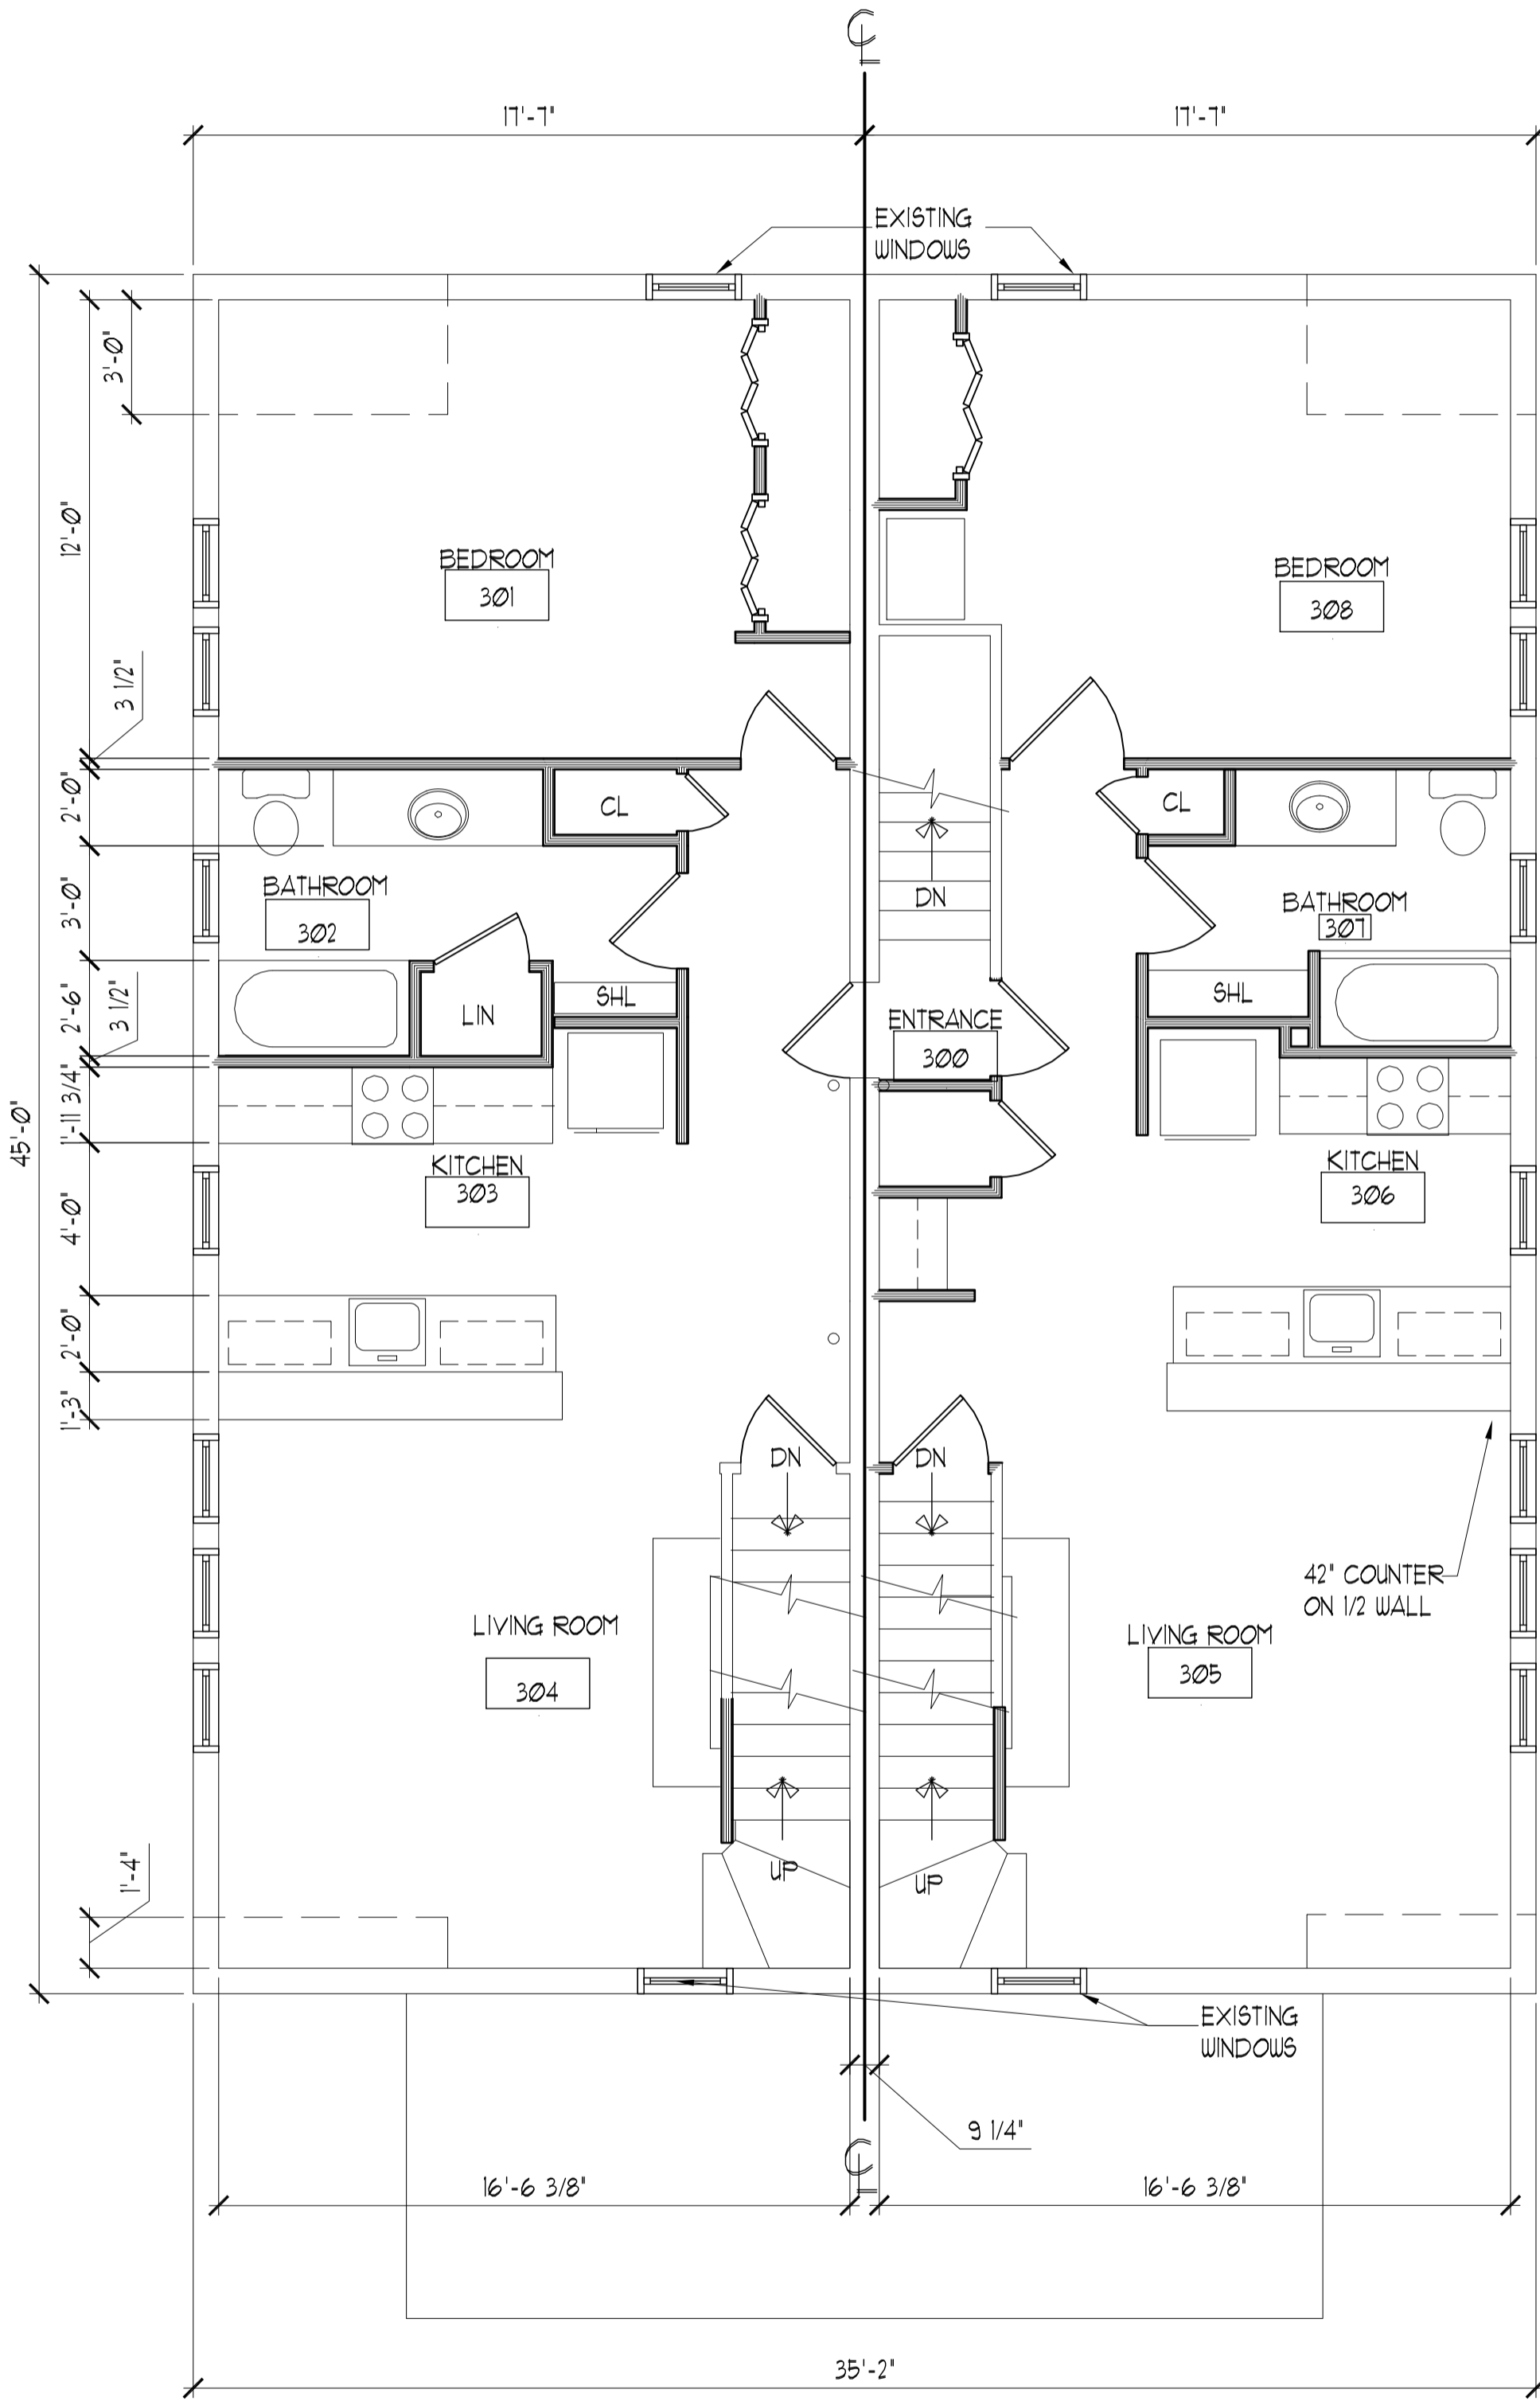 CL
17'-7"
17'-7"
EXISTING
WINDOWS
3'-0"
12'-0"
BEDROOM
301
BEDROOM
308
3 1/2"
2'-0"
CL
CL
BATHROOM
302
DN
BATHROOM
307
3'-0"
2'-6"
3 1/2"
LIN
SHL
SHL
ENTRANCE
300
1'-11 3/4"
45'-0"
KITCHEN
303
KITCHEN
306
4'-0"
2'-0"
1'-3"
DN
DN
42" COUNTER
ON 1/2 WALL
LIVING ROOM
304
LIVING ROOM
305
1'-4"
UP
UP
EXISTING
WINDOWS
9 1/4"
CL
16'-6 3/8"
16'-6 3/8"
35'-2"